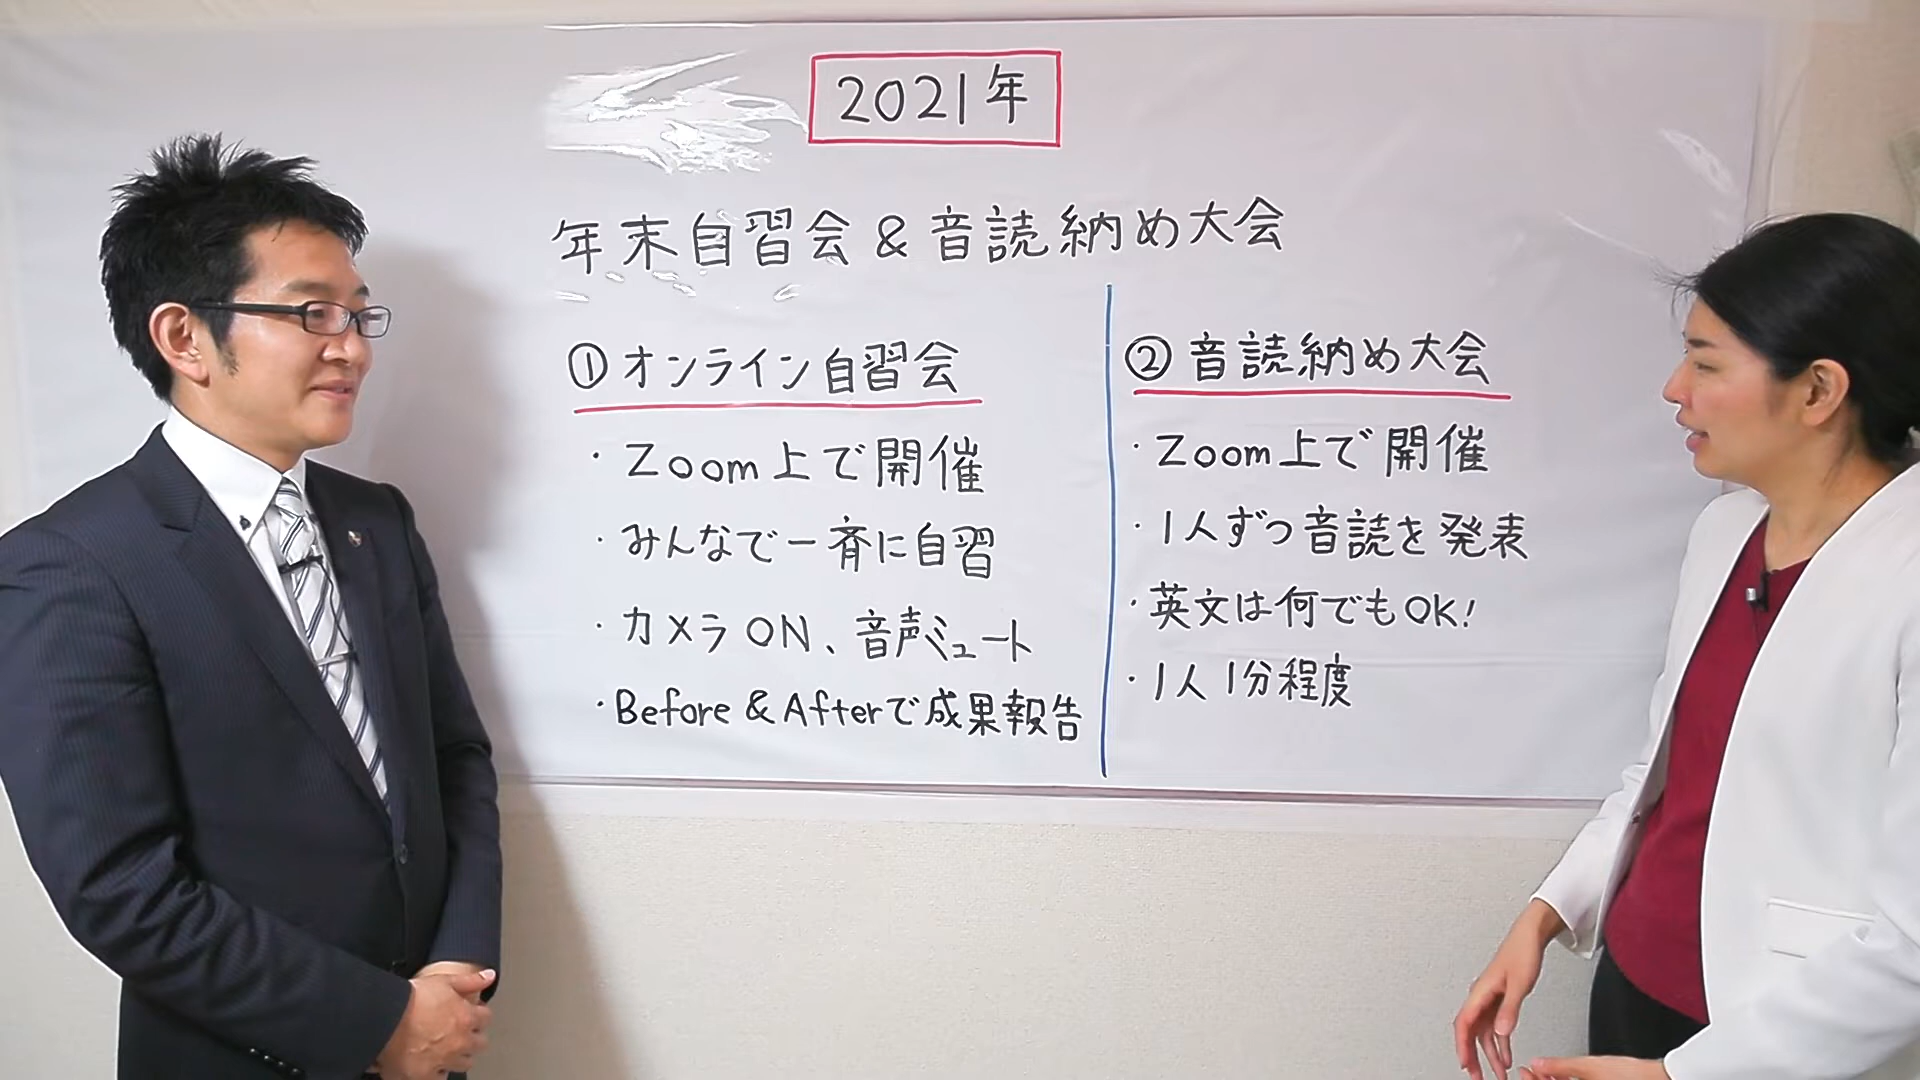 2021年
年末自習会&音読納め大会
①オンライン自習会
・Zoom上で開催
・みんなで一斉に自習
・カメラON、音声ミュート
・Before&Afterで成果報告
②音読納め大会
・Zoom上で開催
・1人ずつ音読を発表
・英文は何でもOK!
・1人1分程度